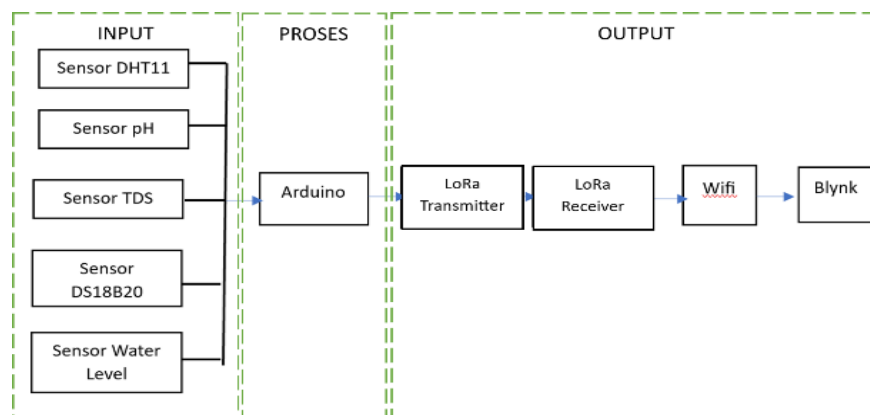 INPUT
PROSES
OUTPUT
Sensor DHT11
Sensor pH
Sensor TDS
Sensor
DS18B20
Sensor Water
Level
Arduino
LoRa
Transmitter
LoRa
Receiver
Wifi
Blynk